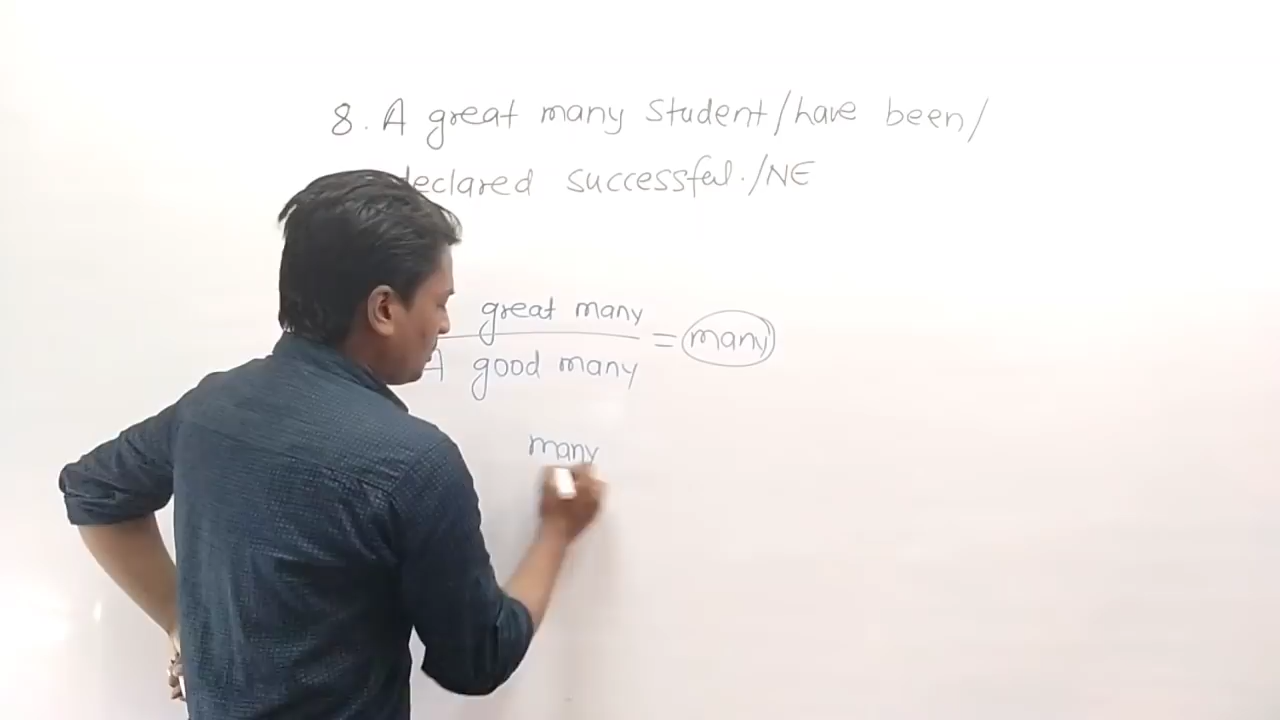 8. A great many Student/have been/
declared successful./NE
great many
= many
A good many
many